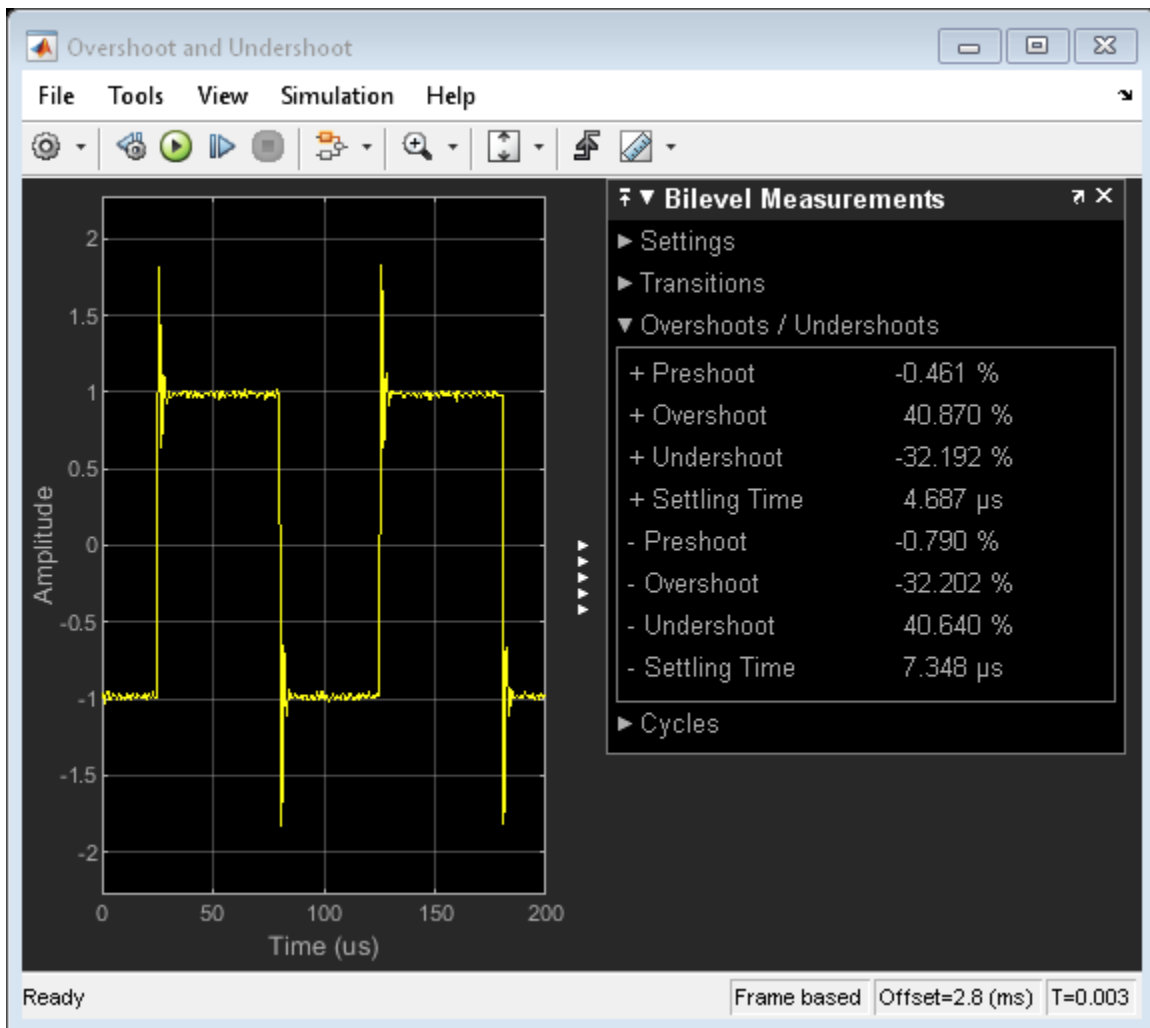 Overshoot and Undershoot
File Tools View Simulation Help
Bilevel Measurements
Settings
Transitions
Overshoots / Undershoots
+ Preshoot -0.461 %
+ Overshoot 40.870 %
+ Undershoot -32.192 %
+ Settling Time 4.687 µs
- Preshoot -0.790 %
- Overshoot -32.202 %
- Undershoot 40.640 %
- Settling Time 7.348 µs
Cycles
2
1.5
1
0.5
0
-0.5
-1
-1.5
-2
Amplitude
0 50 100 150 200
Time (us)
Ready Frame based Offset=2.8 (ms) T=0.003